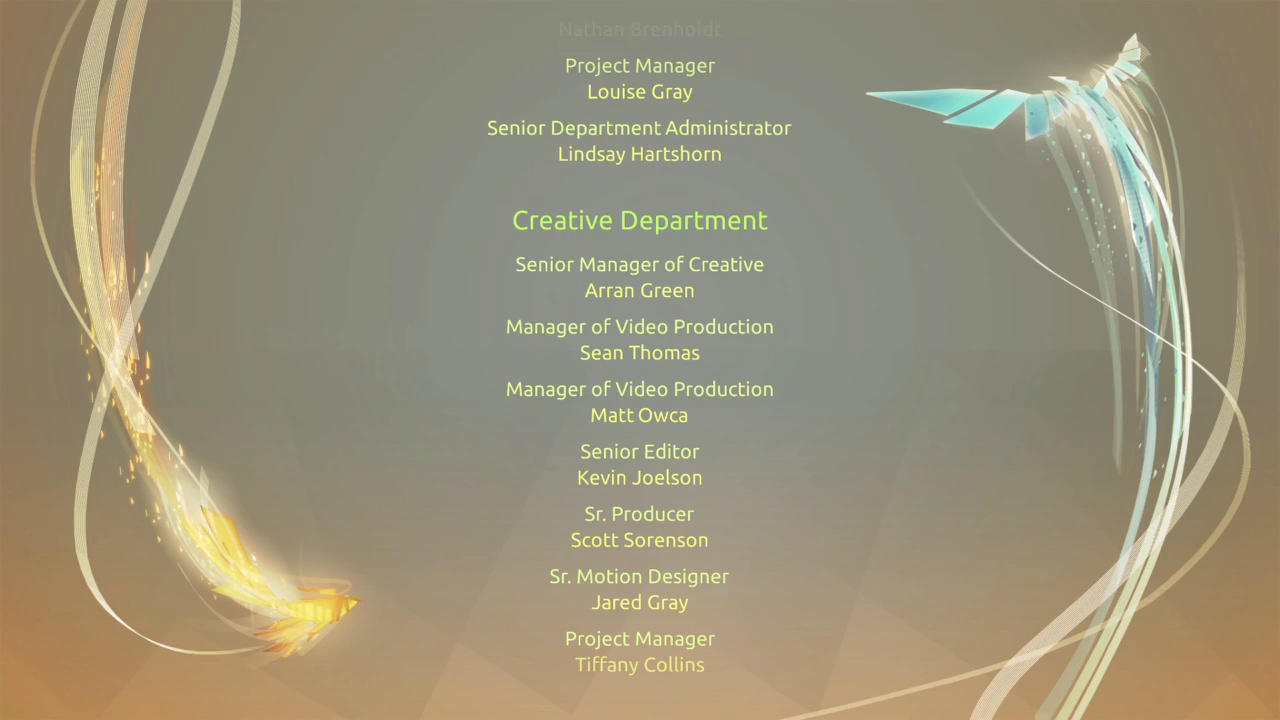 Nathan Brenholdt
Project Manager
Louise Gray
Senior Department Administrator
Lindsay Hartshorn
Creative Department
Senior Manager of Creative
Arran Green
Manager of Video Production
Sean Thomas
Manager of Video Production
Matt Owca
Senior Editor
Kevin Joelson
Sr. Producer
Scott Sorenson
Sr. Motion Designer
Jared Gray
Project Manager
Tiffany Collins